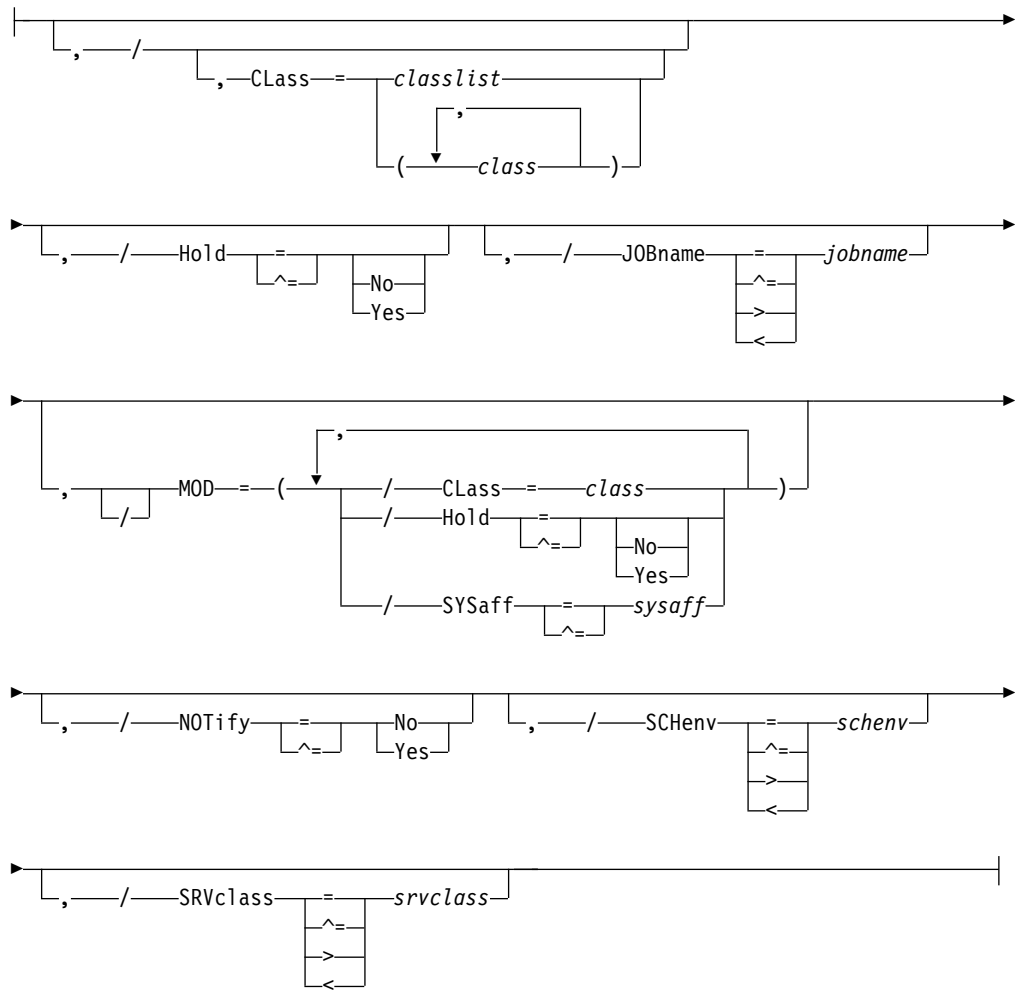 , /
, CLass = classlist
,
( class )
, / Hold = , / JOBname = jobname
^= No ^=
Yes >
<
,
, MOD = ( / CLass = class )
/ / Hold =
^= No
Yes
/ SYSaff = sysaff
^=
, / NOTify = No , / SCHenv = schenv
^= Yes ^=
>
<
, / SRVclass = srvclass
^=
>
<